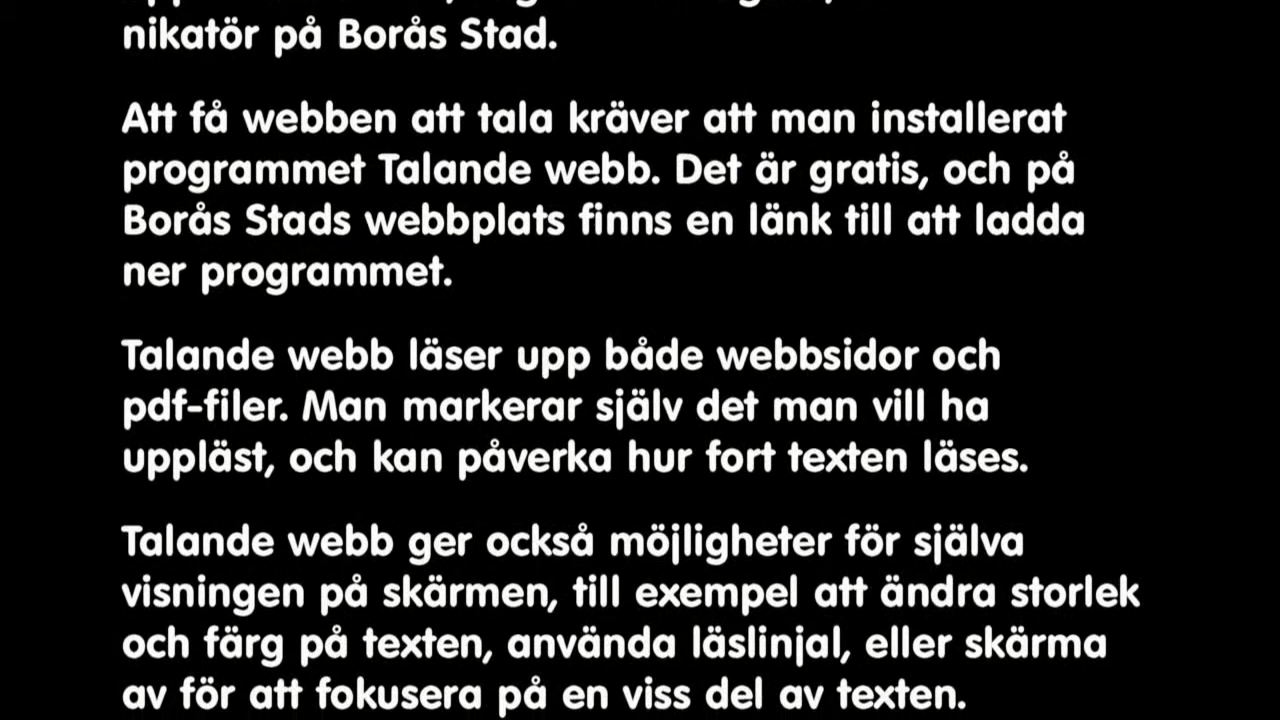 nikatör på Borås Stad.
Att få webben att tala kräver att man installerat
programmet Talande webb. Det är gratis, och på
Borås Stads webbplats finns en länk till att ladda
ner programmet.
Talande webb läser upp både webbsidor och
pdf-filer. Man markerar själv det man vill ha
uppläst, och kan påverka hur fort texten läses.
Talande webb ger också möjligheter för själva
visningen på skärmen, till exempel att ändra storlek
och färg på texten, använda läslinjal, eller skärma
av för att fokusera på en viss del av texten.